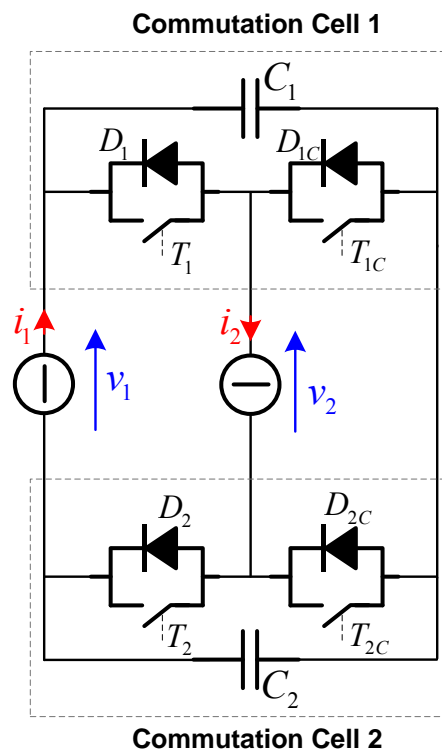 Commutation Cell 1
C1
D1
D1C
T1
T1C
i1
i2
v1
v2
D2
D2C
T2
T2C
C2
Commutation Cell 2